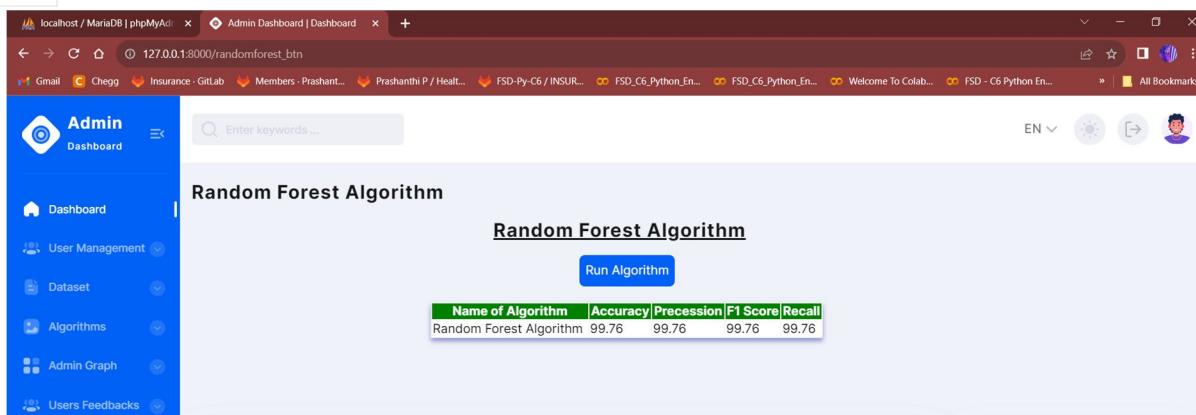 localhost / MariaDB | phpMyAdr
Admin Dashboard | Dashboard
127.0.0.1:8000/randomforest_btn
Gmail Chegg Insurance · GitLab Members · Prashant... Prashanthi P / Healt... FSD-Py-C6 / INSUR... FSD_C6_Python_En... FSD_C6_Python_En... Welcome To Colab... FSD - C6 Python En... » All Bookmarks
Admin
Dashboard
Enter keywords ...
EN
Dashboard
User Management
Dataset
Algorithms
Admin Graph
Users Feedbacks
Random Forest Algorithm
Random Forest Algorithm
Run Algorithm
Name of Algorithm Accuracy Precession F1 Score Recall
Random Forest Algorithm 99.76 99.76 99.76 99.76